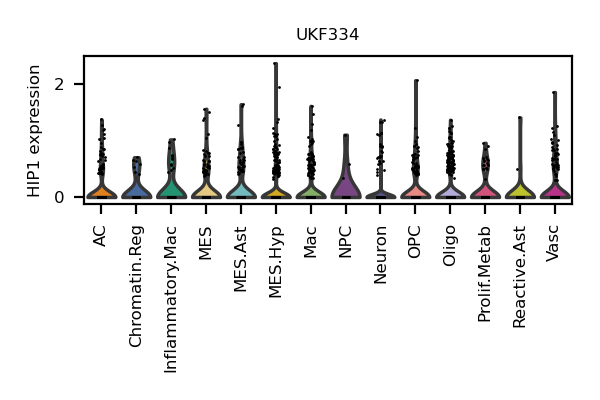 UKF334
HIP1 expression
2
0
AC
Chromatin.Reg
Inflammatory.Mac
MES
MES.Ast
MES.Hyp
Mac
NPC
Neuron
OPC
Oligo
Prolif.Metab
Reactive.Ast
Vasc